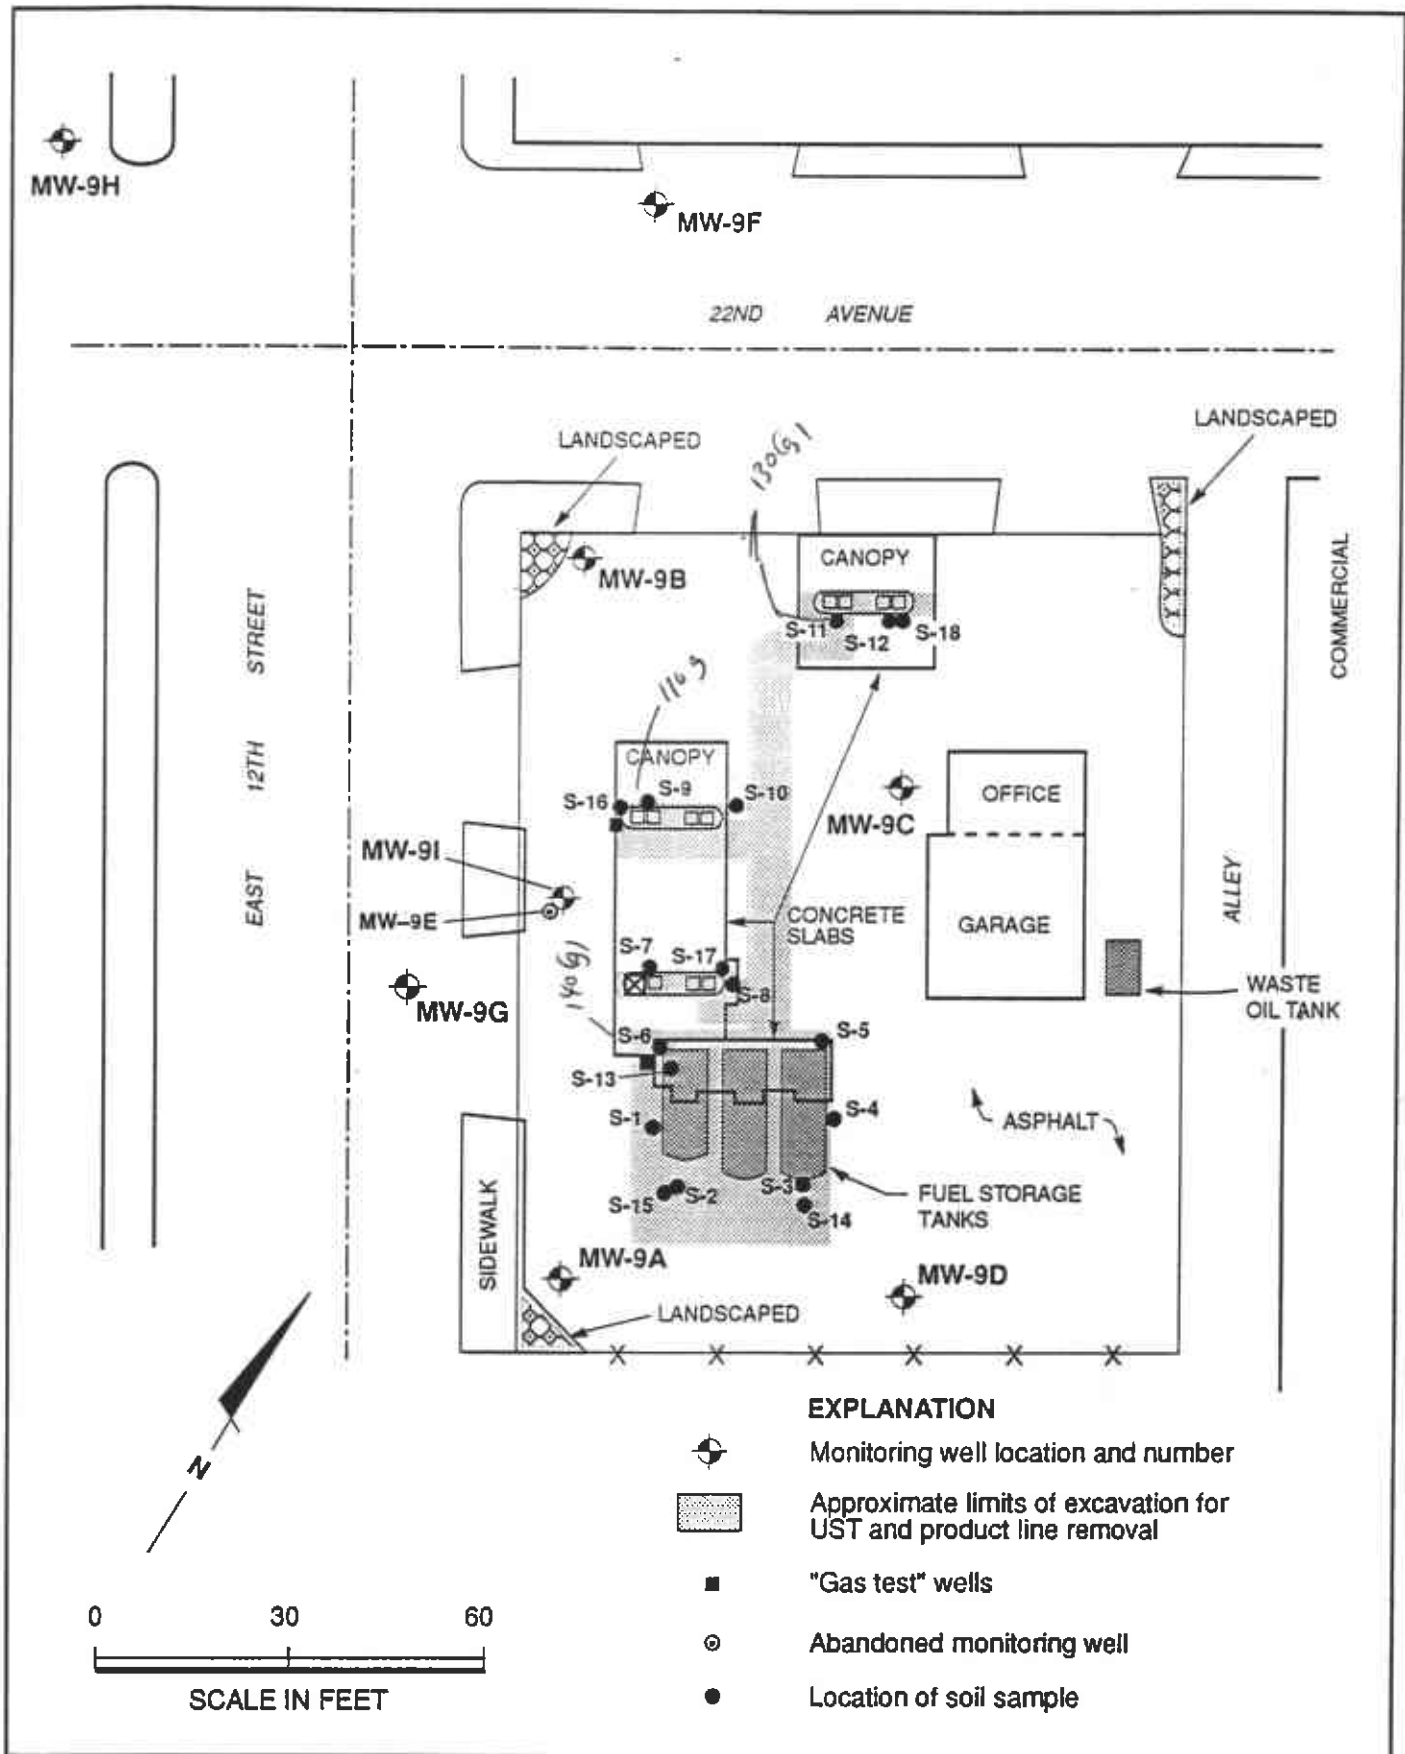 MW-9H
MW-9F
22ND AVENUE
LANDSCAPED
LANDSCAPED
130(g)
CANOPY
MW-9B
S-11
S-12
S-18
COMMERCIAL
EAST 12TH STREET
110 g
CANOPY
S-16
S-9
S-10
MW-9C
OFFICE
MW-9I
MW-9E
CONCRETE
SLABS
GARAGE
ALLEY
S-7
S-17
S-8
140(g)
MW-9G
WASTE
OIL TANK
S-6
S-5
S-13
S-1
S-4
ASPHALT
S-3
S-2
S-15
S-14
FUEL STORAGE
TANKS
SIDEWALK
MW-9A
MW-9D
LANDSCAPED
X X X X X X
N
EXPLANATION
Monitoring well location and number
Approximate limits of excavation for
UST and product line removal
"Gas test" wells
Abandoned monitoring well
Location of soil sample
0 30 60
SCALE IN FEET